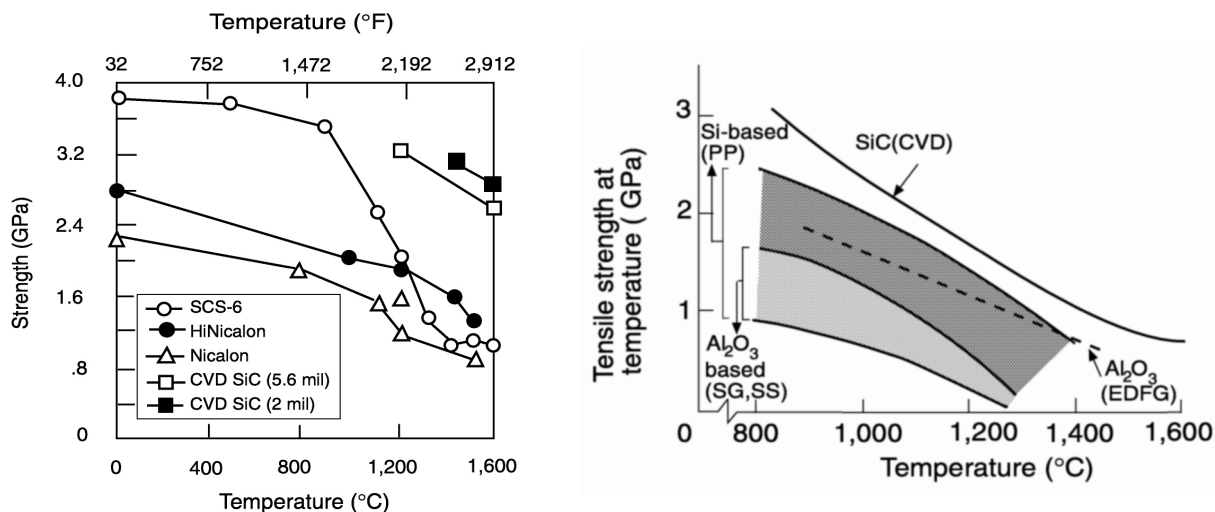 Temperature (°F)
32 752 1,472 2,192 2,912
4.0
3.2
2.4
1.6
.8
0
Strength (GPa)
SCS-6
HiNicalon
Nicalon
CVD SiC (5.6 mil)
CVD SiC (2 mil)
0 400 800 1,200 1,600
Temperature (°C)
3
2
1
Tensile strength at
temperature ( GPa)
Si-based
(PP)
SiC(CVD)
Al2O3
based
(SG,SS)
Al2O3
(EDFG)
0 800 1,000 1,200 1,400 1,600
Temperature (°C)